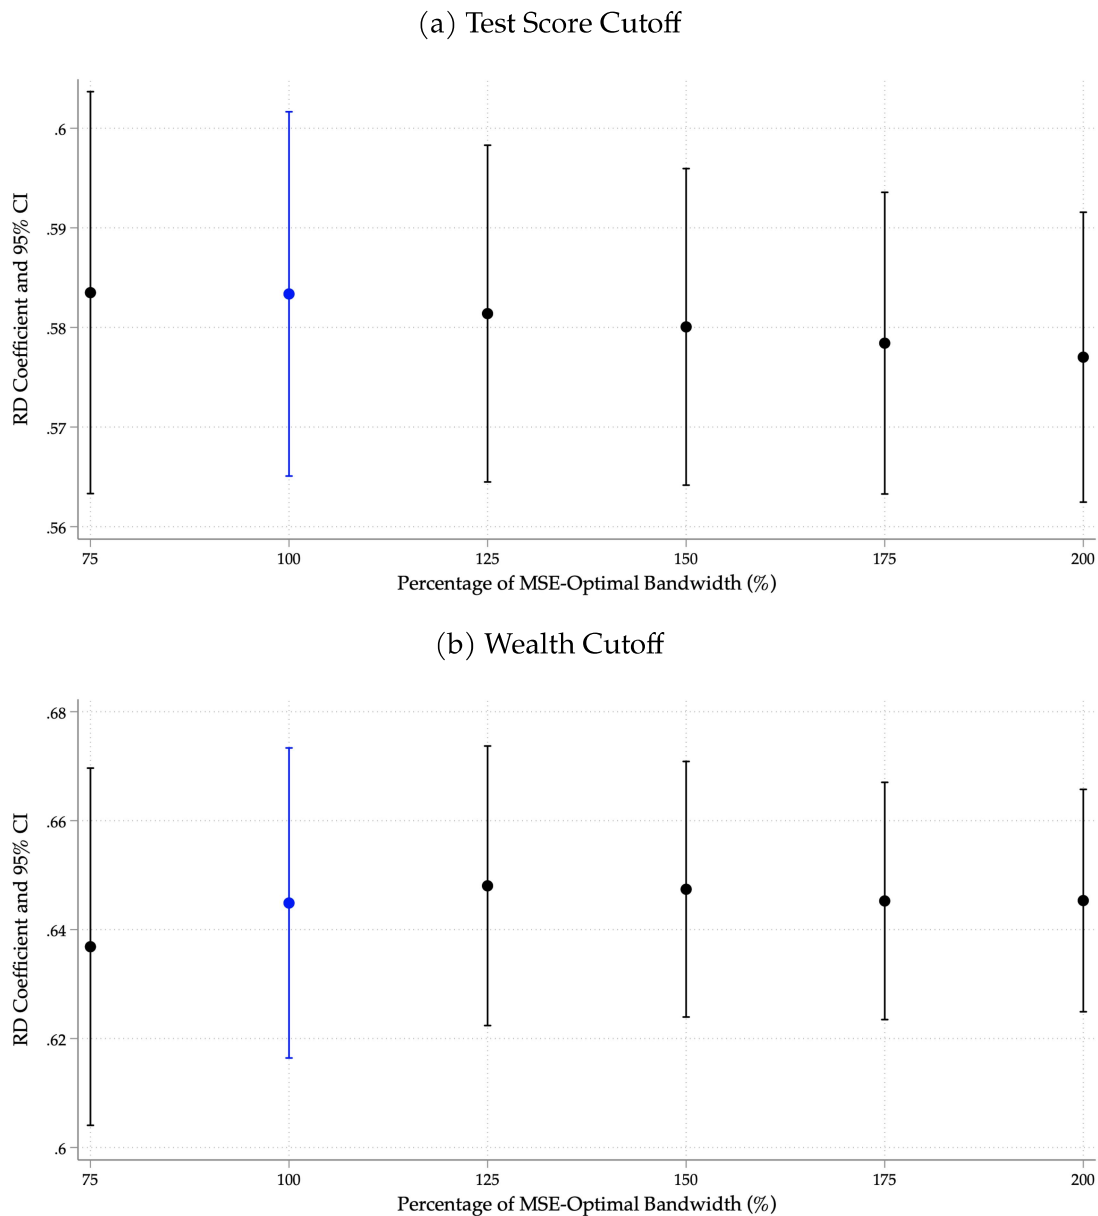 (a) Test Score Cutoff
RD Coefficient and 95% CI
.6
.59
.58
.57
.56
75 100 125 150 175 200
Percentage of MSE-Optimal Bandwidth (%)
(b) Wealth Cutoff
RD Coefficient and 95% CI
.68
.66
.64
.62
.6
75 100 125 150 175 200
Percentage of MSE-Optimal Bandwidth (%)